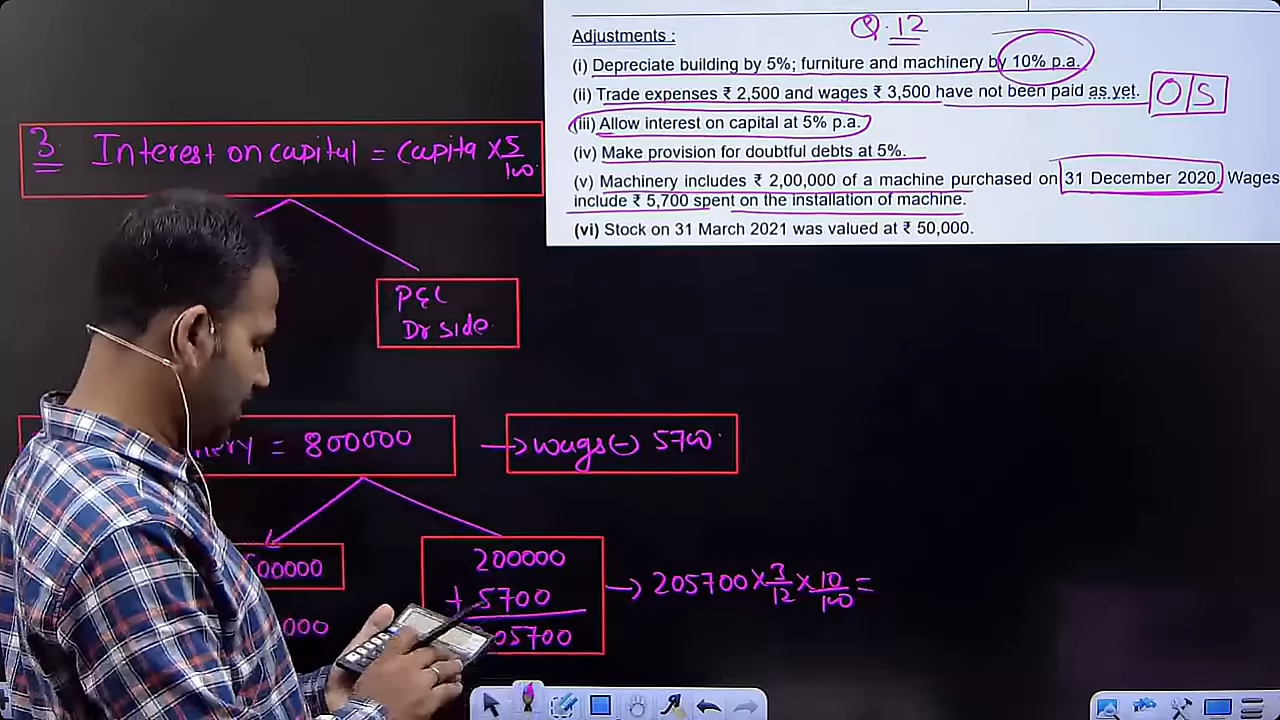 Q.12
Adjustments :
(i) Depreciate building by 5%; furniture and machinery by 10% p.a.
(ii) Trade expenses ₹ 2,500 and wages ₹ 3,500 have not been paid as yet. O/S
(iii) Allow interest on capital at 5% p.a.
(iv) Make provision for doubtful debts at 5%.
(v) Machinery includes ₹ 2,00,000 of a machine purchased on 31 December 2020. Wages
include ₹ 5,700 spent on the installation of machine.
(vi) Stock on 31 March 2021 was valued at ₹ 50,000.
3. Interest on capital = capita × 5/100
P&L
Dr side.
= 800000 → wags (-) 5700
200000
+ 5700
05700
→ 205700 × 3/12 × 10/100 =